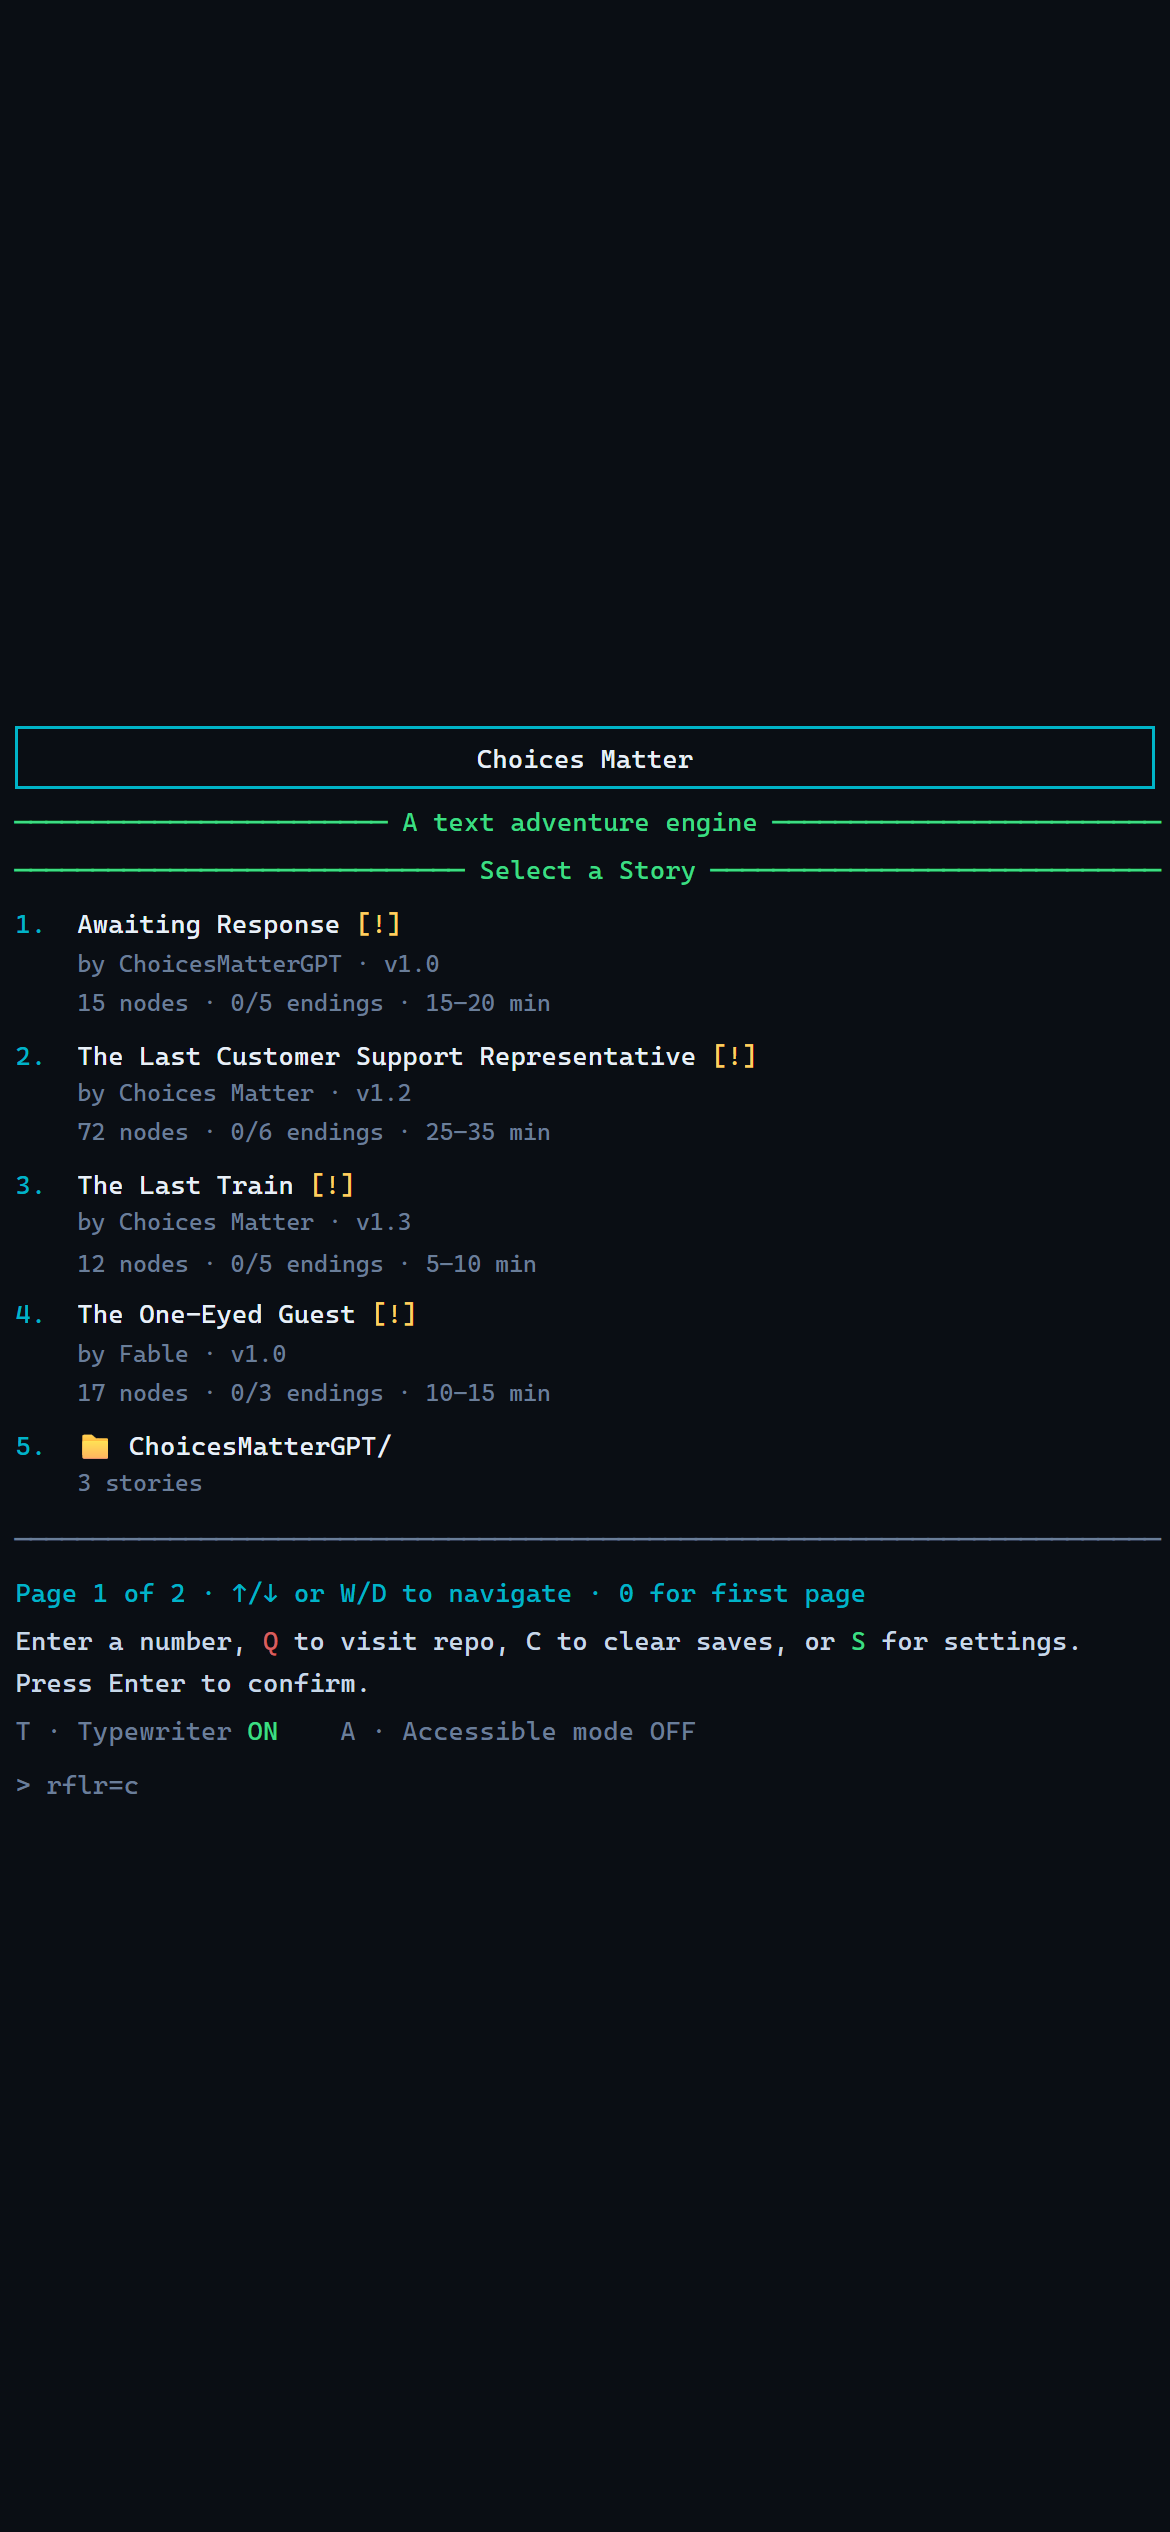 Choices Matter
A text adventure engine
Select a Story
1. Awaiting Response [!]
by ChoicesMatterGPT · v1.0
15 nodes · 0/5 endings · 15–20 min
2. The Last Customer Support Representative [!]
by Choices Matter · v1.2
72 nodes · 0/6 endings · 25–35 min
3. The Last Train [!]
by Choices Matter · v1.3
12 nodes · 0/5 endings · 5–10 min
4. The One-Eyed Guest [!]
by Fable · v1.0
17 nodes · 0/3 endings · 10–15 min
5. 📁 ChoicesMatterGPT/
3 stories
Page 1 of 2 · ↑/↓ or W/D to navigate · 0 for first page
Enter a number, Q to visit repo, C to clear saves, or S for settings.
Press Enter to confirm.
T · Typewriter ON A · Accessible mode OFF
> rflr=c